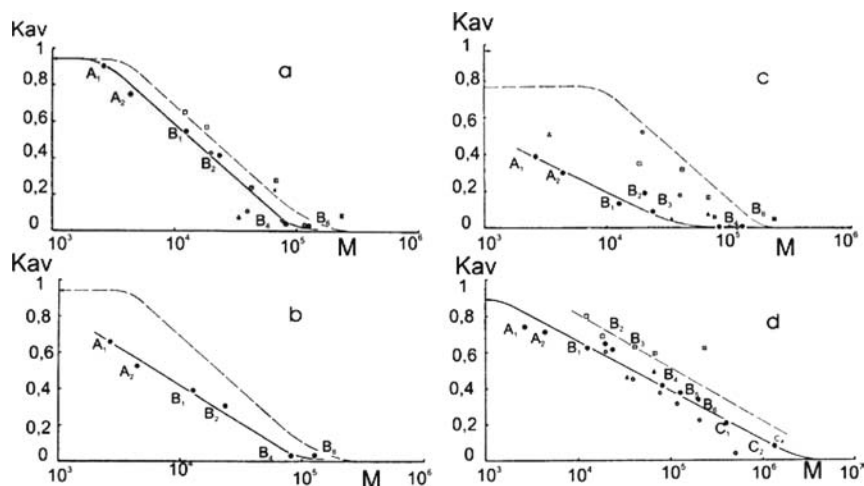 Kav
1
0,8
0,6
0,4
0,2
0
a
A₁
A₂
B₁
B₂
B₄
B₆
10³
10⁴
10⁵
10⁶
M
Kav
1
0,8
0,6
0,4
0,2
0
c
A₁
A₂
B₁
B₂
B₃
B₄
10³
10⁴
10⁵
10⁶
M
Kav
1
0,8
0,6
0,4
0,2
0
b
A₁
A₂
B₁
B₂
B₄
10³
10⁴
10⁵
10⁶
M
Kav
1
0,8
0,6
0,4
0,2
0
d
A₁
A₂
B₁
B₂
B₃
B₄
B₅
B₆
C₁
C₂
10³
10⁴
10⁵
10⁶
M